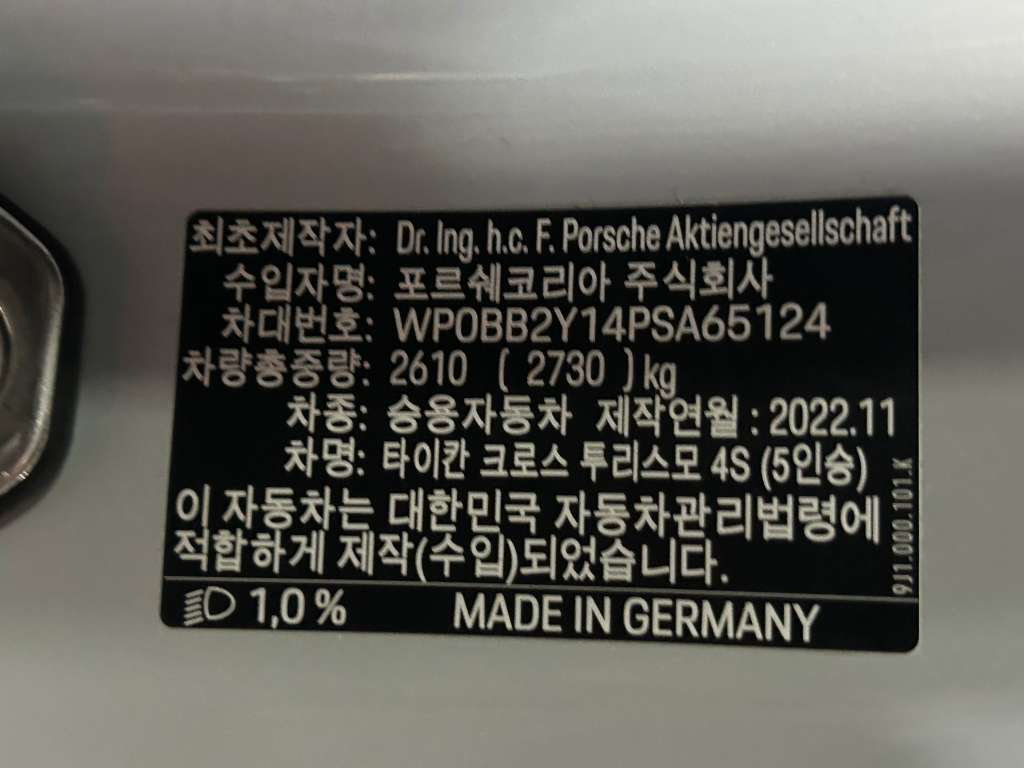 최초제작자: Dr. Ing. h.c. F. Porsche Aktiengesellschaft
수입자명: 포르쉐코리아 주식회사
차대번호: WP0BB2Y14PSA65124
차량총중량: 2610 ( 2730 ) kg
차종: 승용자동차 제작연월 : 2022.11
차명: 타이칸 크로스 투리스모 4S (5인승)
이 자동차는 대한민국 자동차관리법령에
적합하게 제작(수입)되었습니다.
1,0 % MADE IN GERMANY
9J1.000.101.K